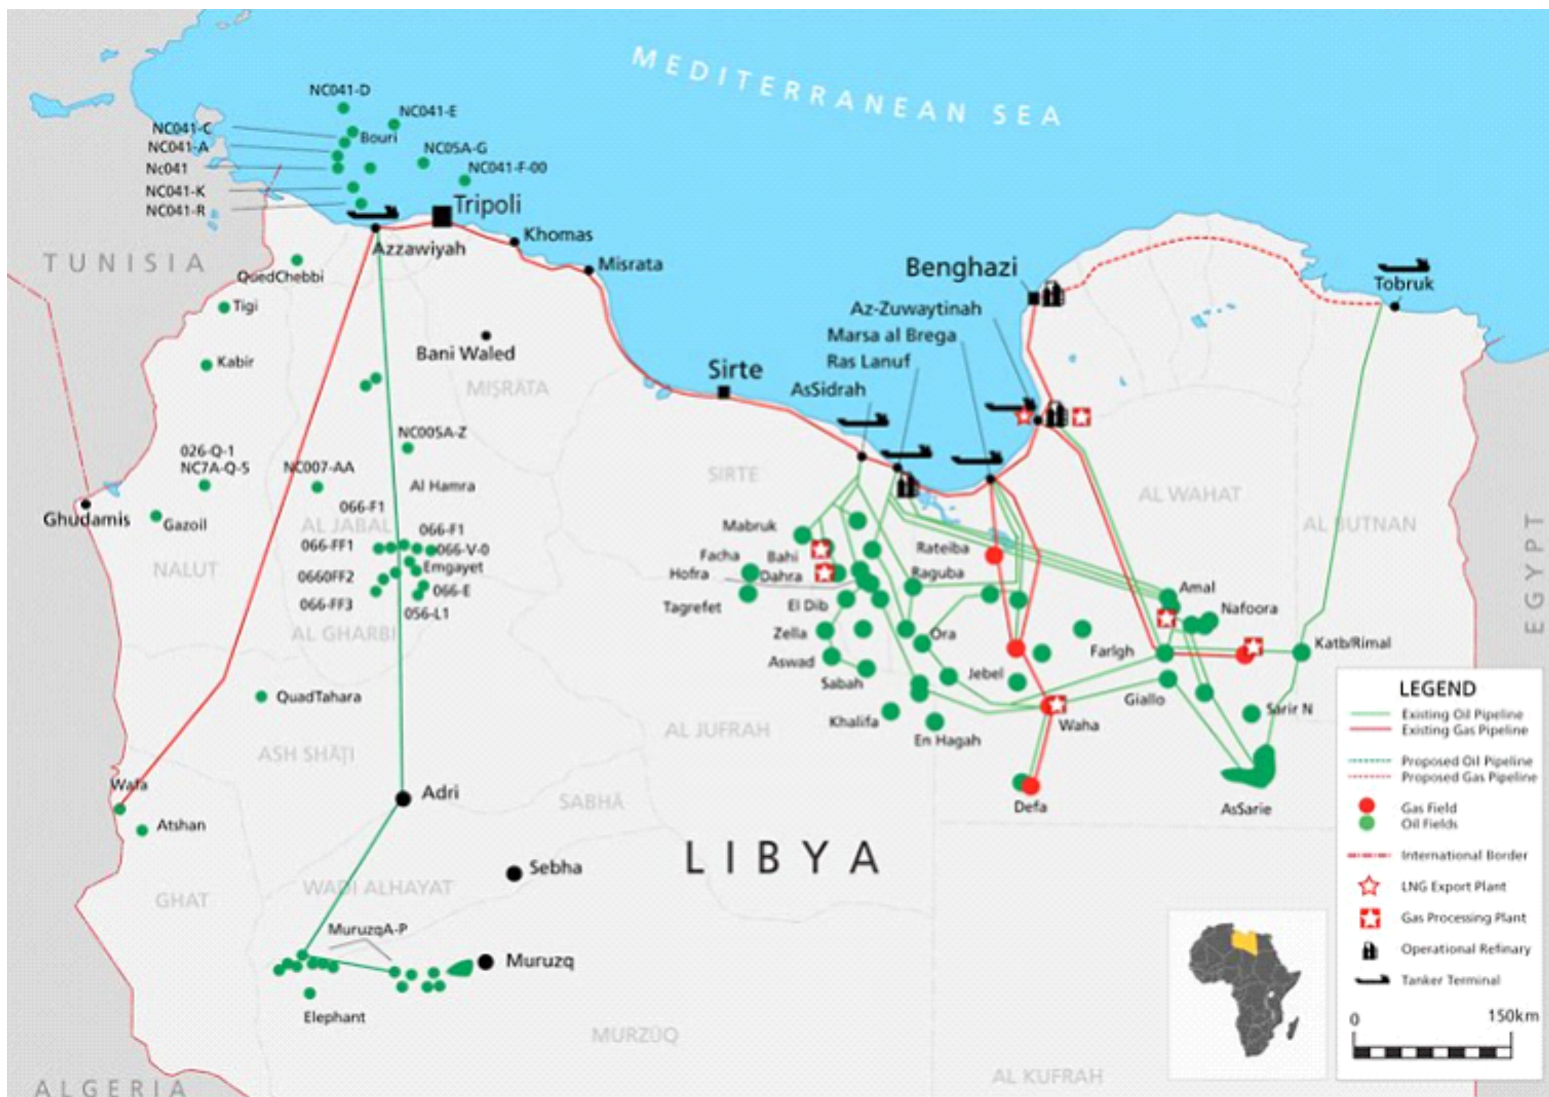 MEDITERRANEAN SEA
NC041-D
NC041-E
NC041-C
Bouri
NC041-A
NC05A-G
Nc041
NC041-F-00
NC041-K
NC041-R
Tripoli
Azzawiyah
Khomas
Misrata
TUNISIA
QuedChebbi
Tigi
Kabir
Bani Waled
MIŞRĀTA
Benghazi
Tobruk
Az-Zuwaytinah
Marsa al Brega
Ras Lanuf
Sirte
AsSidrah
NC005A-Z
026-Q-1
NC7A-Q-5
NC007-AA
Al Hamra
SIRTE
AL WAHAT
AL BUTNAN
EGYPT
Ghudamis
Gazoil
066-F1
AL JABAL
066-F1
066-FF1
066-V-0
Emgayet
NALUT
0660FF2
066-E
066-FF3
056-L1
AL GHARBI
Mabruk
Facha
Bahi
Rateiba
Hofra
Dahra
Raguba
Tagrefet
El Dib
Amal
Nafoora
Zella
Ora
Farlgh
Katb/Rimal
Aswad
Sabah
Jebel
Giallo
Sarir N
Khalifa
En Hagah
Waha
QuadTahara
AL JUFRAH
ASH SHĀŢI
Wafa
Atshan
Adri
SABHĀ
Defa
AsSarie
LIBYA
Sebha
GHAT
WADI ALHAYAT
MuruzqA-P
Muruzq
Elephant
MURZŪQ
AL KUFRAH
ALGERIA
LEGEND
Existing Oil Pipeline
Existing Gas Pipeline
Proposed Oil Pipeline
Proposed Gas Pipeline
Gas Field
Oil Fields
International Border
LNG Export Plant
Gas Processing Plant
Operational Refinary
Tanker Terminal
0 150km